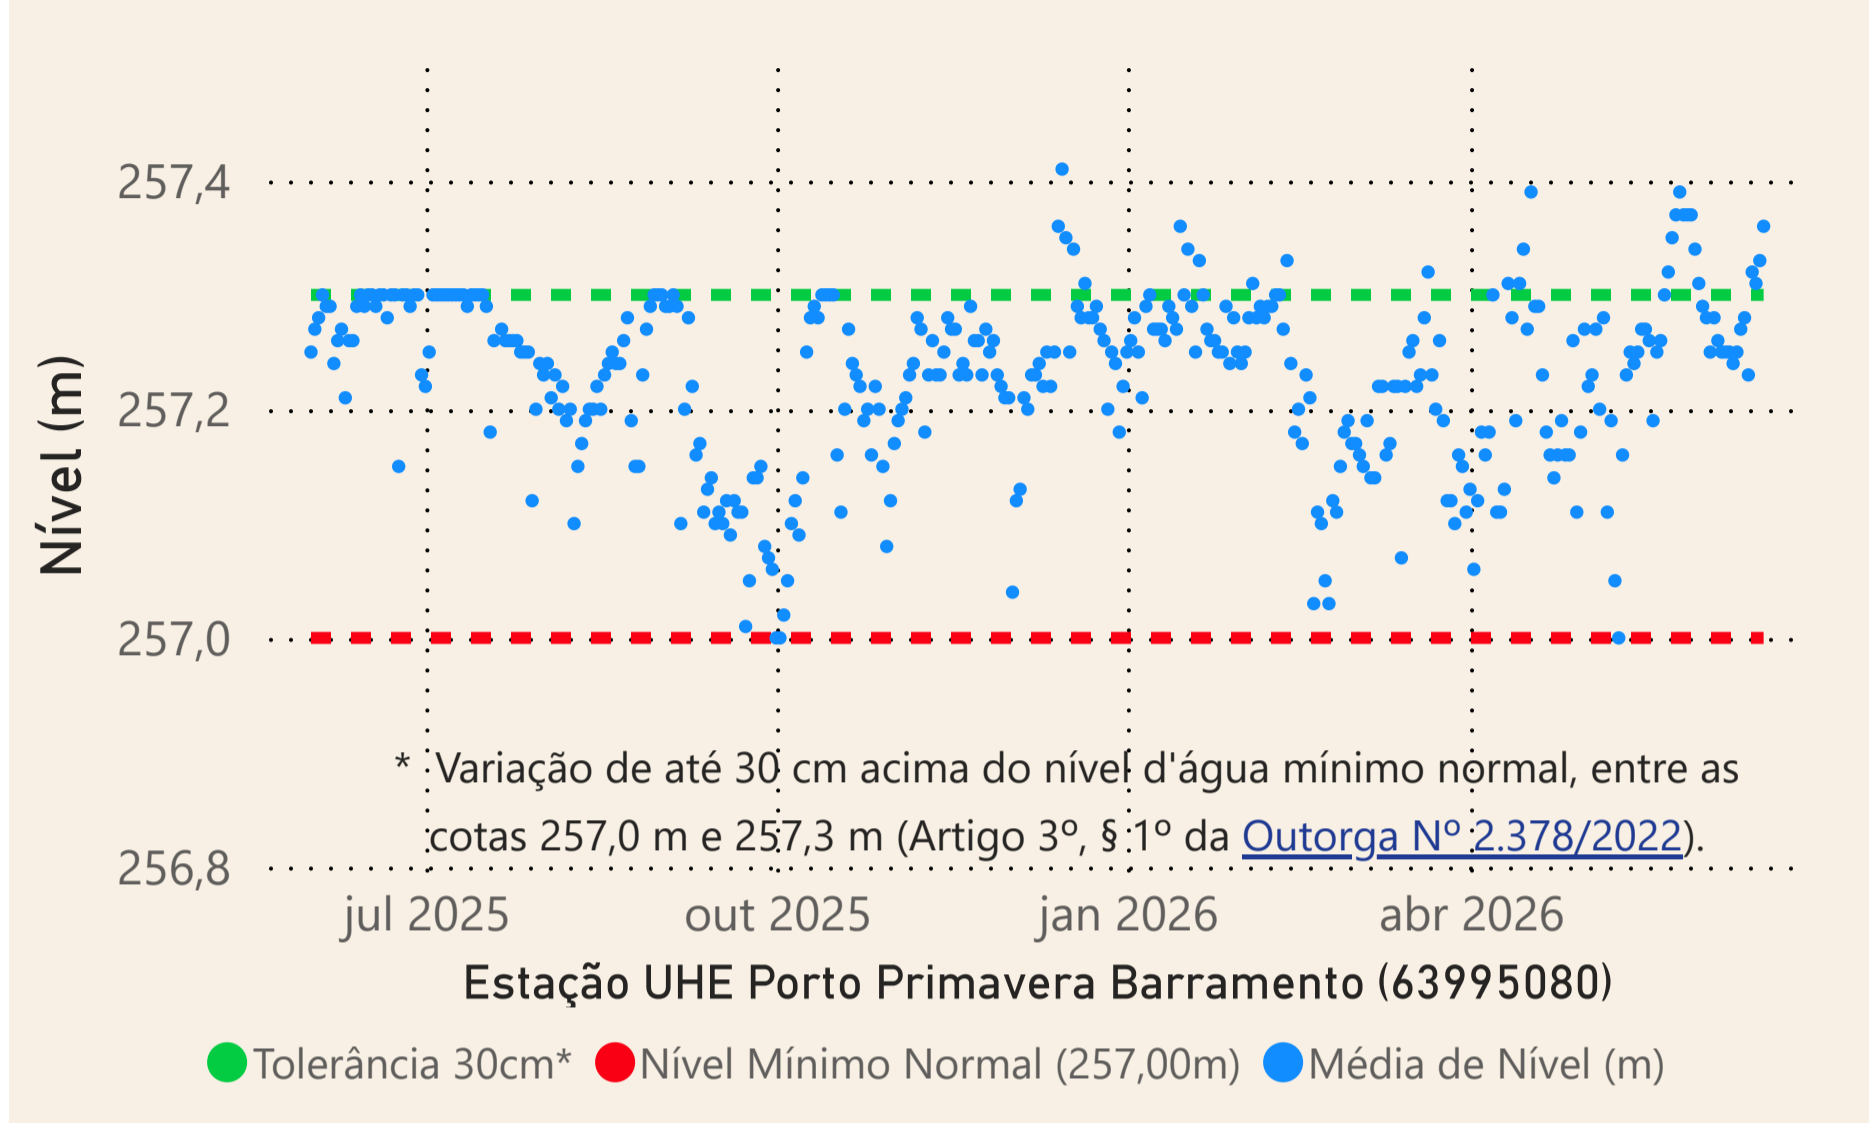 257,4
257,2
257,0
256,8
Nível (m)
* Variação de até 30 cm acima do nível d'água mínimo normal, entre as
cotas 257,0 m e 257,3 m (Artigo 3º, § 1º da Outorga Nº 2.378/2022).
jul 2025 out 2025 jan 2026 abr 2026
Estação UHE Porto Primavera Barramento (63995080)
Tolerância 30cm* Nível Mínimo Normal (257,00m) Média de Nível (m)